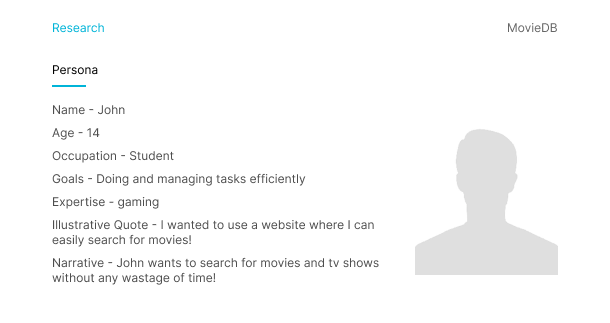 Research
MovieDB
Persona
Name - John
Age - 14
Occupation - Student
Goals - Doing and managing tasks efficiently
Expertise - gaming
Illustrative Quote - I wanted to use a website where I can
easily search for movies!
Narrative - John wants to search for movies and tv shows
without any wastage of time!